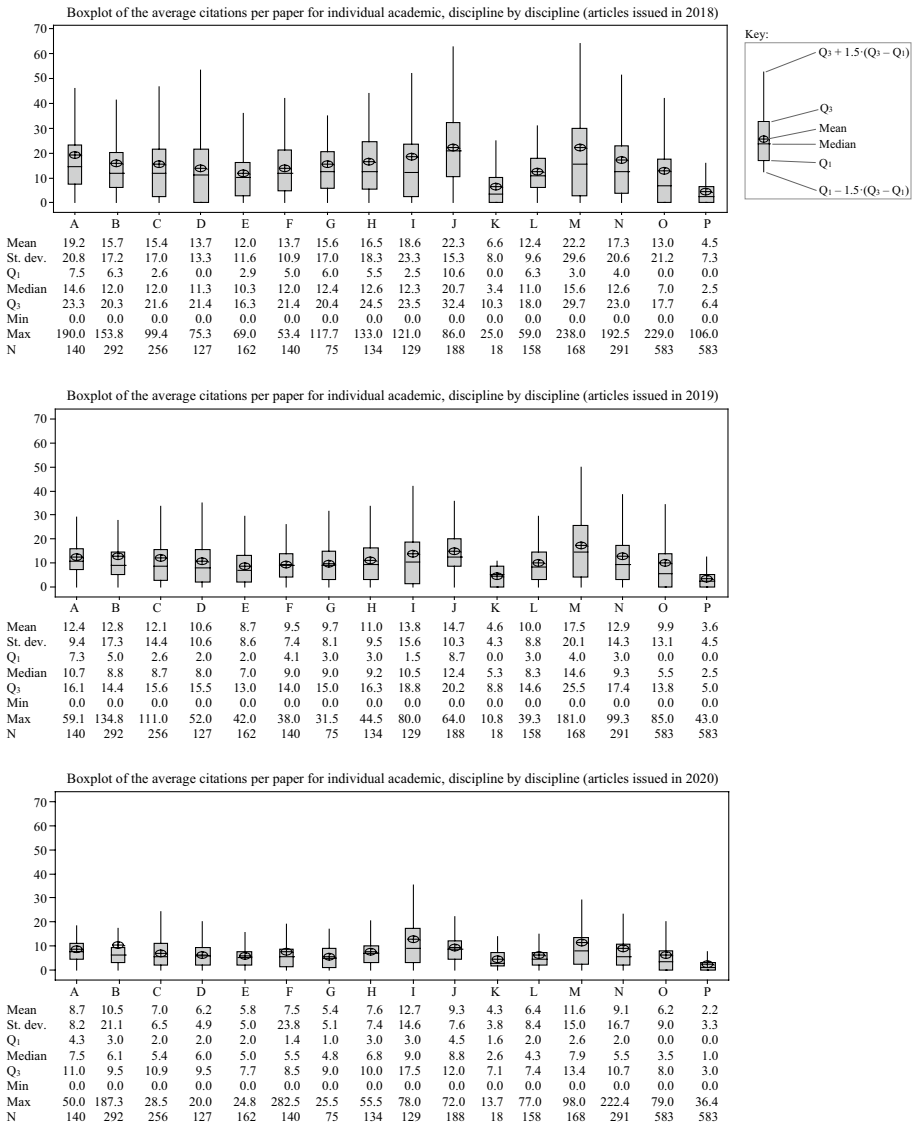 Boxplot of the average citations per paper for individual academic, discipline by discipline (articles issued in 2018)
70
60
50
40
30
20
10
0
A B C D E F G H I J K L M N O P
Key:
Q3 + 1.5·(Q3 – Q1)
Q3
Mean
Median
Q1
Q1 – 1.5·(Q3 – Q1)
Mean 19.2 15.7 15.4 13.7 12.0 13.7 15.6 16.5 18.6 22.3 6.6 12.4 22.2 17.3 13.0 4.5
St. dev. 20.8 17.2 17.0 13.3 11.6 10.9 17.0 18.3 23.3 15.3 8.0 9.6 29.6 20.6 21.2 7.3
Q1 7.5 6.3 2.6 0.0 2.9 5.0 6.0 5.5 2.5 10.6 0.0 6.3 3.0 4.0 0.0 0.0
Median 14.6 12.0 12.0 11.3 10.3 12.0 12.4 12.6 12.3 20.7 3.4 11.0 15.6 12.6 7.0 2.5
Q3 23.3 20.3 21.6 21.4 16.3 21.4 20.4 24.5 23.5 32.4 10.3 18.0 29.7 23.0 17.7 6.4
Min 0.0 0.0 0.0 0.0 0.0 0.0 0.0 0.0 0.0 0.0 0.0 0.0 0.0 0.0 0.0 0.0
Max 190.0 153.8 99.4 75.3 69.0 53.4 117.7 133.0 121.0 86.0 25.0 59.0 238.0 192.5 229.0 106.0
N 140 292 256 127 162 140 75 134 129 188 18 158 168 291 583 583
Boxplot of the average citations per paper for individual academic, discipline by discipline (articles issued in 2019)
70
60
50
40
30
20
10
0
A B C D E F G H I J K L M N O P
Mean 12.4 12.8 12.1 10.6 8.7 9.5 9.7 11.0 13.8 14.7 4.6 10.0 17.5 12.9 9.9 3.6
St. dev. 9.4 17.3 14.4 10.6 8.6 7.4 8.1 9.5 15.6 10.3 4.3 8.8 20.1 14.3 13.1 4.5
Q1 7.3 5.0 2.6 2.0 2.0 4.1 3.0 3.0 1.5 8.7 0.0 3.0 4.0 3.0 0.0 0.0
Median 10.7 8.8 8.7 8.0 7.0 9.0 9.0 9.2 10.5 12.4 5.3 8.3 14.6 9.3 5.5 2.5
Q3 16.1 14.4 15.6 15.5 13.0 14.0 15.0 16.3 18.8 20.2 8.8 14.6 25.5 17.4 13.8 5.0
Min 0.0 0.0 0.0 0.0 0.0 0.0 0.0 0.0 0.0 0.0 0.0 0.0 0.0 0.0 0.0 0.0
Max 59.1 134.8 111.0 52.0 42.0 38.0 31.5 44.5 80.0 64.0 10.8 39.3 181.0 99.3 85.0 43.0
N 140 292 256 127 162 140 75 134 129 188 18 158 168 291 583 583
Boxplot of the average citations per paper for individual academic, discipline by discipline (articles issued in 2020)
70
60
50
40
30
20
10
0
A B C D E F G H I J K L M N O P
Mean 8.7 10.5 7.0 6.2 5.8 7.5 5.4 7.6 12.7 9.3 4.3 6.4 11.6 9.1 6.2 2.2
St. dev. 8.2 21.1 6.5 4.9 5.0 23.8 5.1 7.4 14.6 7.6 3.8 8.4 15.0 16.7 9.0 3.3
Q1 4.3 3.0 2.0 2.0 2.0 1.4 1.0 3.0 3.0 4.5 1.6 2.0 2.6 2.0 0.0 0.0
Median 7.5 6.1 5.4 6.0 5.0 5.5 4.8 6.8 9.0 8.8 2.6 4.3 7.9 5.5 3.5 1.0
Q3 11.0 9.5 10.9 9.5 7.7 8.5 9.0 10.0 17.5 12.0 7.1 7.4 13.4 10.7 8.0 3.0
Min 0.0 0.0 0.0 0.0 0.0 0.0 0.0 0.0 0.0 0.0 0.0 0.0 0.0 0.0 0.0 0.0
Max 50.0 187.3 28.5 20.0 24.8 282.5 25.5 55.5 78.0 72.0 13.7 77.0 98.0 222.4 79.0 36.4
N 140 292 256 127 162 140 75 134 129 188 18 158 168 291 583 583